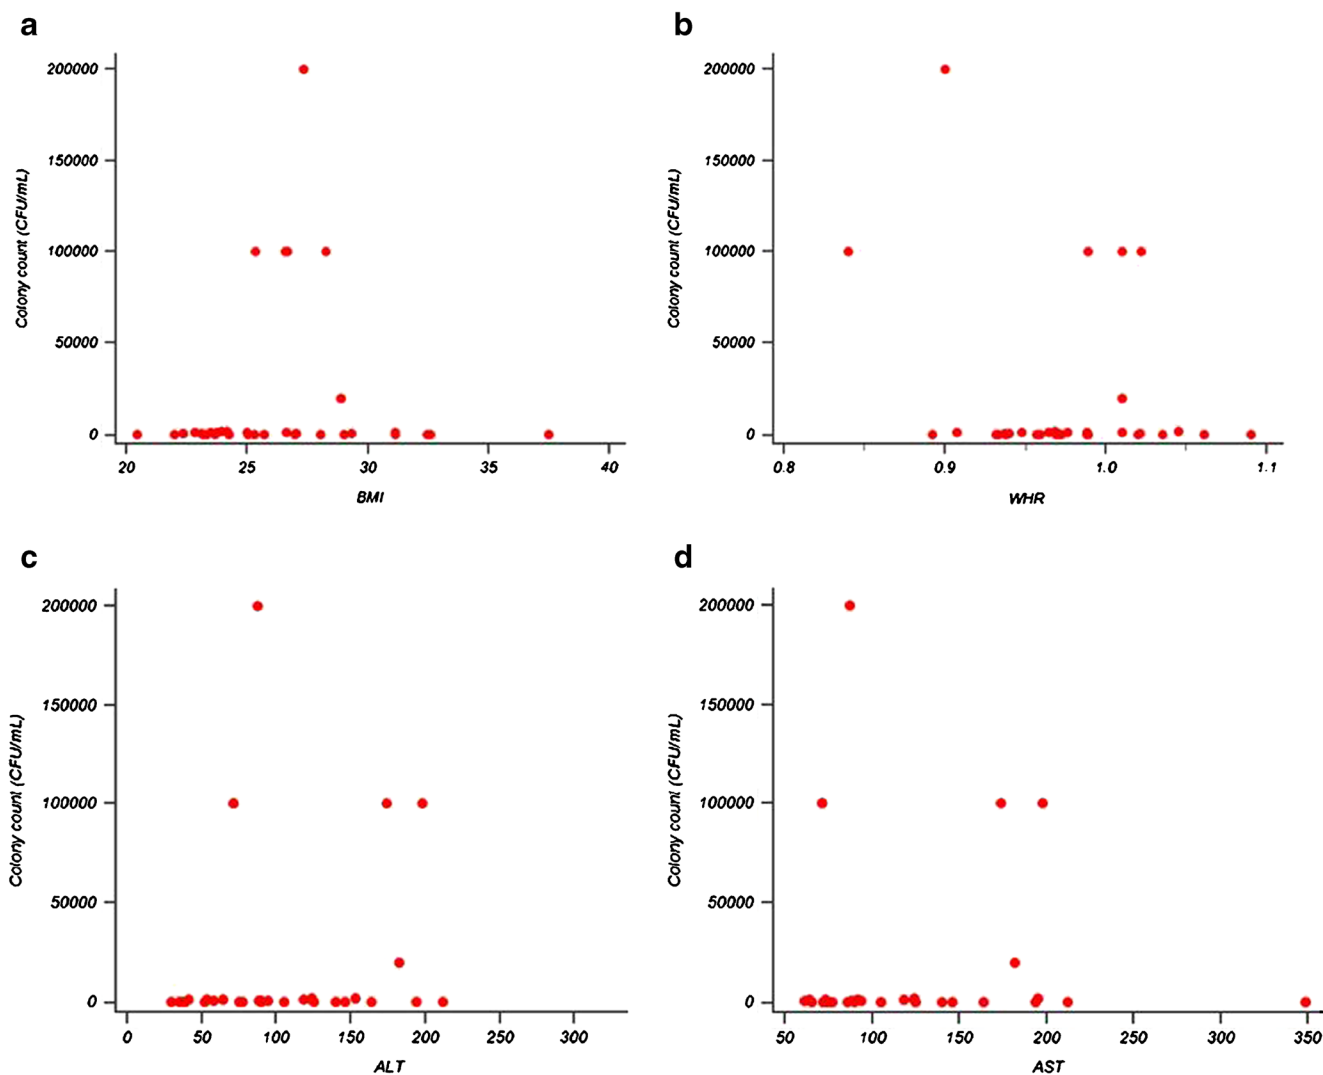 a
200000
150000
100000
50000
0
Colony count (CFU/mL)
20 25 30 35 40
BMI
b
200000
150000
100000
50000
0
Colony count (CFU/mL)
0.8 0.9 1.0 1.1
WHR
c
200000
150000
100000
50000
0
Colony count (CFU/mL)
0 50 100 150 200 250 300
ALT
d
200000
150000
100000
50000
0
Colony count (CFU/mL)
50 100 150 200 250 300 350
AST